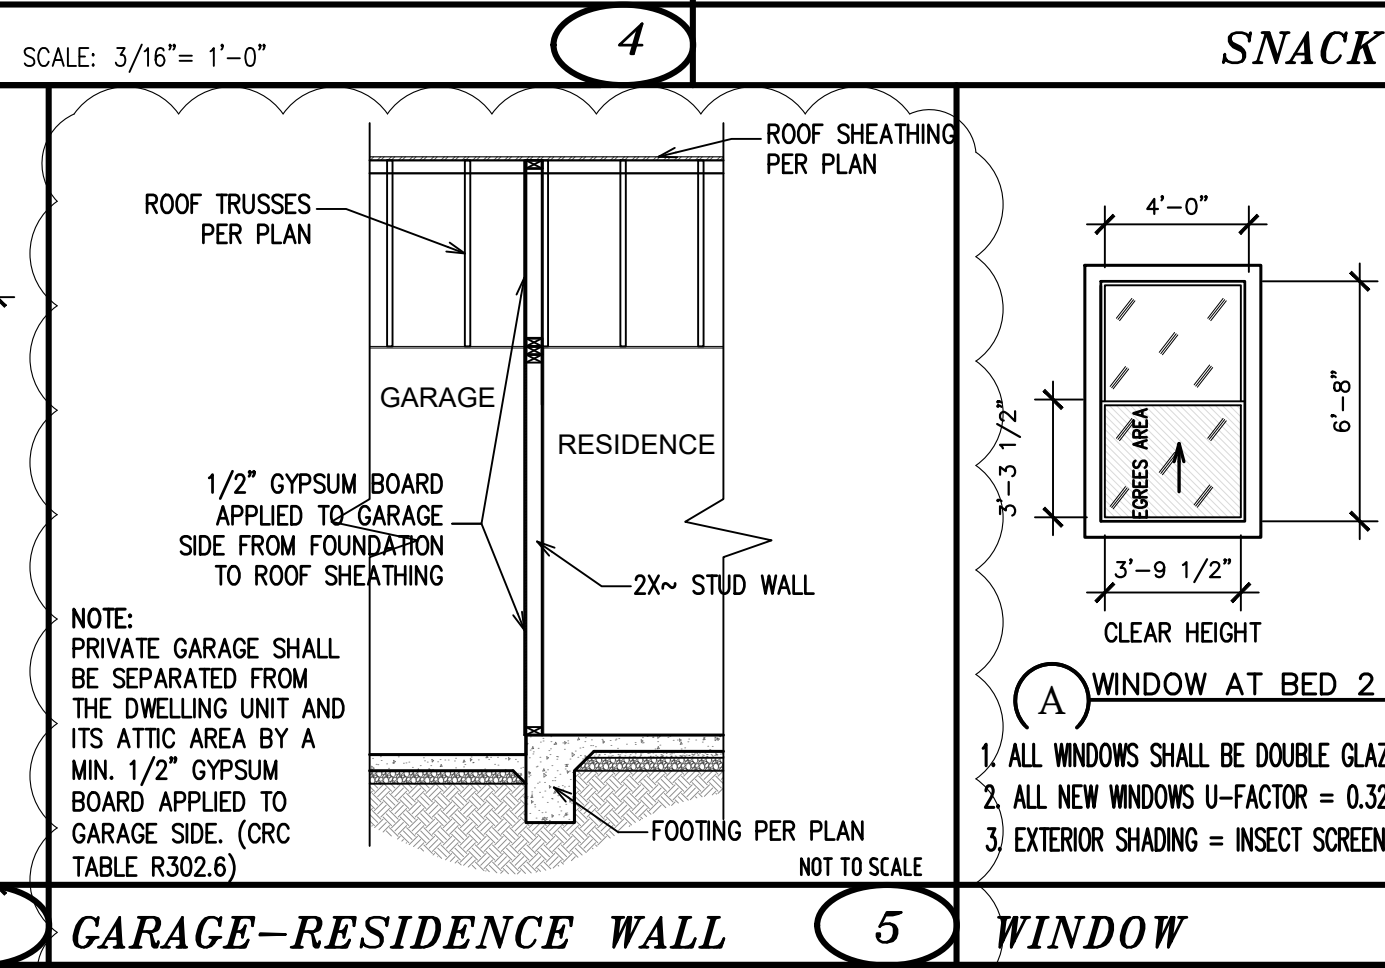 SCALE: 3/16"= 1'-0"
4
SNACK
ROOF SHEATHING
PER PLAN
ROOF TRUSSES
PER PLAN
GARAGE
RESIDENCE
1/2" GYPSUM BOARD
APPLIED TO GARAGE
SIDE FROM FOUNDATION
TO ROOF SHEATHING
2X~ STUD WALL
NOTE:
PRIVATE GARAGE SHALL
BE SEPARATED FROM
THE DWELLING UNIT AND
ITS ATTIC AREA BY A
MIN. 1/2" GYPSUM
BOARD APPLIED TO
GARAGE SIDE. (CRC
TABLE R302.6)
FOOTING PER PLAN
NOT TO SCALE
GARAGE-RESIDENCE WALL
5
4'-0"
6'-8"
3'-3 1/2"
EGREES AREA
3'-9 1/2"
CLEAR HEIGHT
A
WINDOW AT BED 2
1. ALL WINDOWS SHALL BE DOUBLE GLAZ
2. ALL NEW WINDOWS U-FACTOR = 0.32
3. EXTERIOR SHADING = INSECT SCREEN
WINDOW